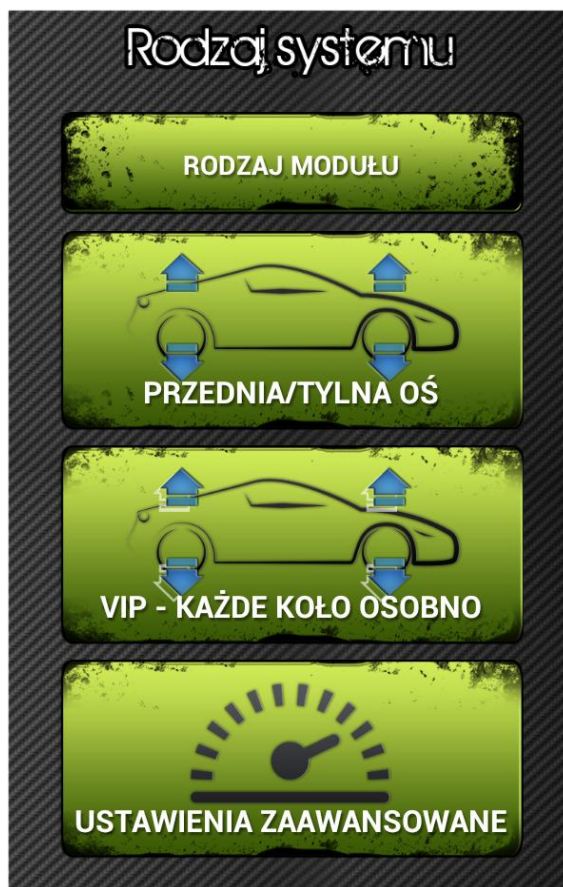 Rodzaj systemu
RODZAJ MODUŁU
PRZEDNIA/TYLNA OŚ
VIP - KAŻDE KOŁO OSOBNO
USTAWIENIA ZAAWANSOWANE